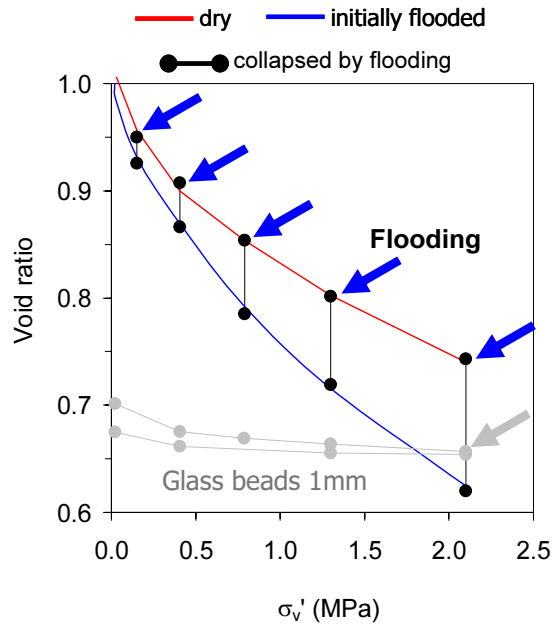 dry initially flooded
collapsed by flooding
1.0
0.9
0.8
0.7
0.6
Void ratio
Flooding
Glass beads 1mm
0.0 0.5 1.0 1.5 2.0 2.5
σv' (MPa)